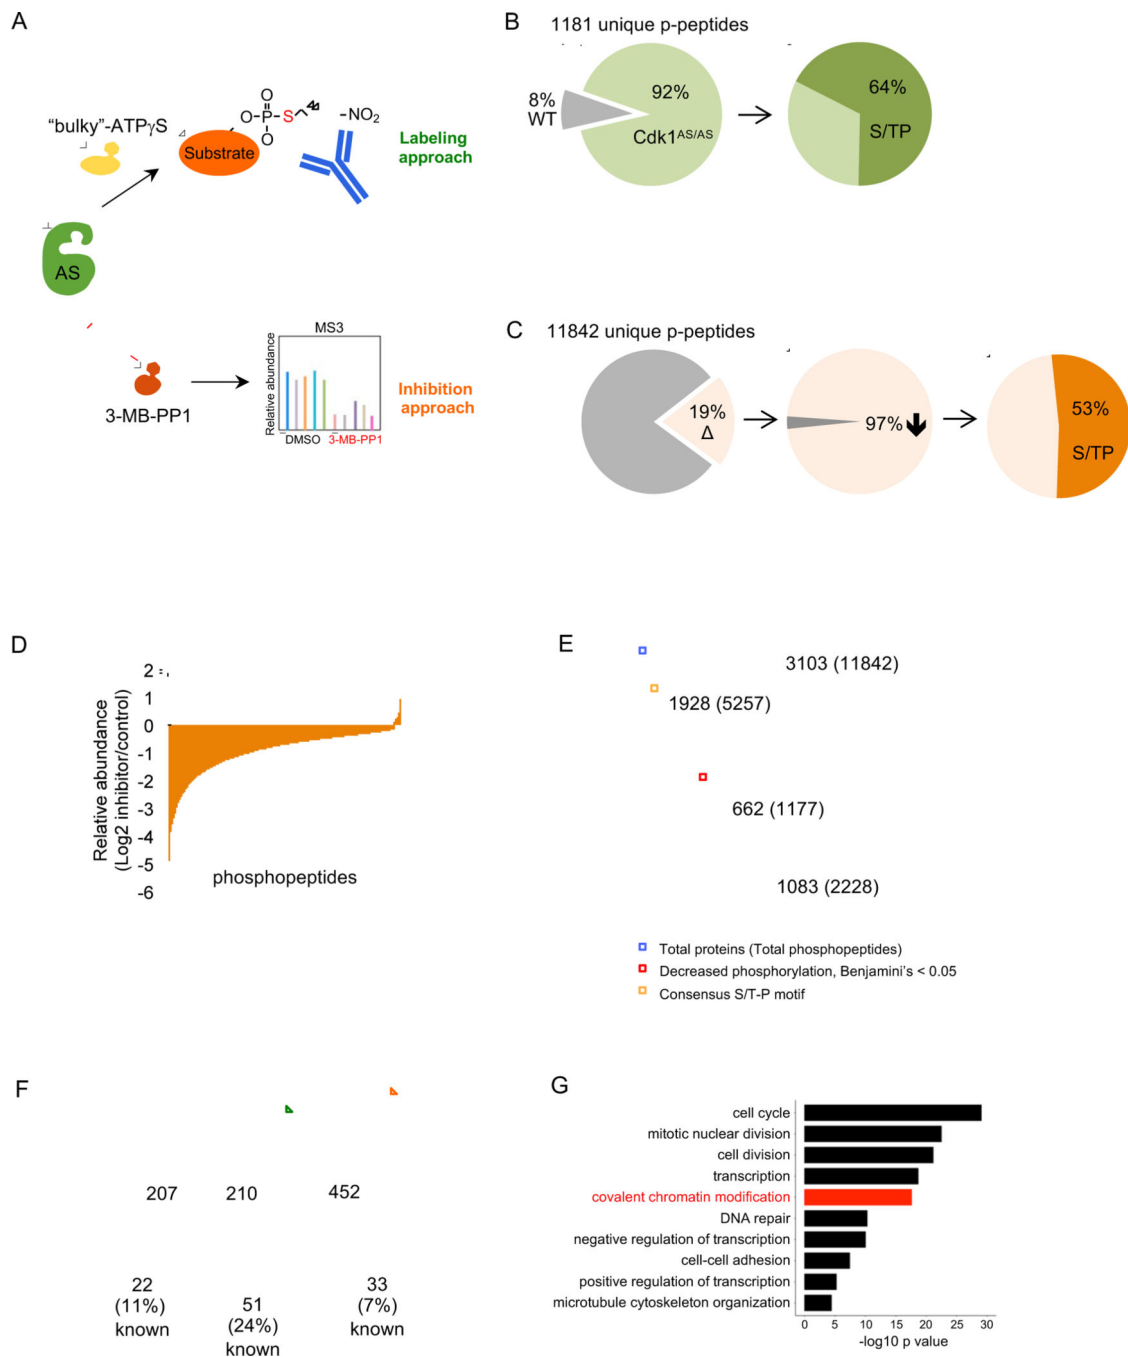 A
"bulky"-ATPγS
O
O
P
S
O
-NO2
Substrate
Labeling
approach
AS
3-MB-PP1
MS3
Relative abundance
DMSO
3-MB-PP1
Inhibition
approach
B
1181 unique p-peptides
8%
WT
92%
Cdk1AS/AS
64%
S/TP
C
11842 unique p-peptides
19%
Δ
97%
53%
S/TP
D
Relative abundance
(Log2 inhibitor/control)
2
1
0
-1
-2
-3
-4
-5
-6
phosphopeptides
E
3103 (11842)
1928 (5257)
662 (1177)
1083 (2228)
Total proteins (Total phosphopeptides)
Decreased phosphorylation, Benjamini's < 0.05
Consensus S/T-P motif
F
207
210
452
22
(11%)
known
51
(24%)
known
33
(7%)
known
G
cell cycle
mitotic nuclear division
cell division
transcription
covalent chromatin modification
DNA repair
negative regulation of transcription
cell-cell adhesion
positive regulation of transcription
microtubule cytoskeleton organization
0 5 10 15 20 25 30
-log10 p value